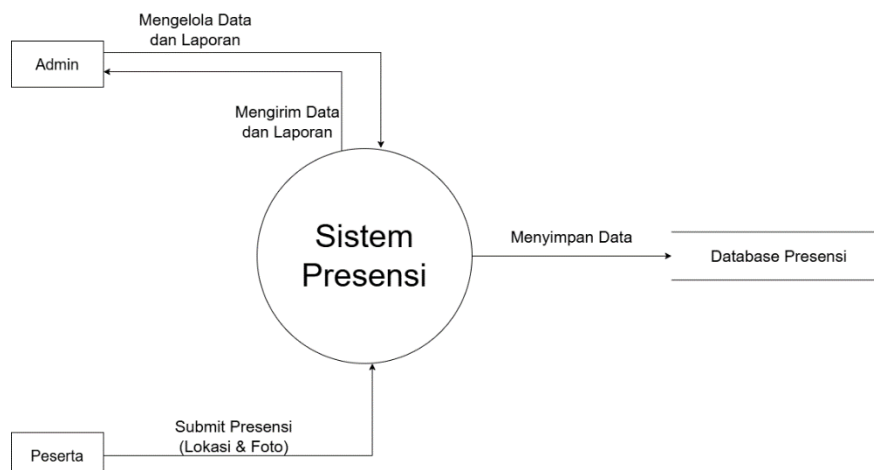 Mengelola Data
dan Laporan
Admin
Mengirim Data
dan Laporan
Sistem
Presensi
Menyimpan Data
Database Presensi
Submit Presensi
(Lokasi & Foto)
Peserta